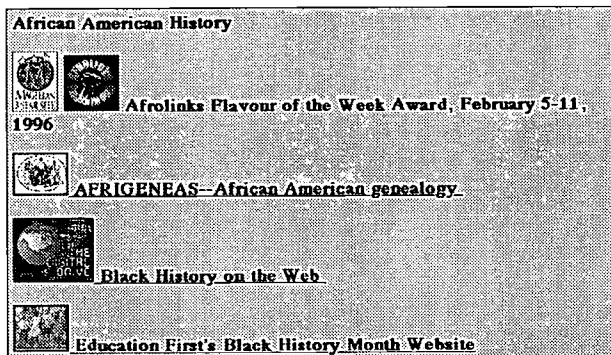 African American History
Afrolinks Flavour of the Week Award, February 5-11,
1996
AFRIGENEAS--African American genealogy
Black History on the Web
Education First's Black History Month Website